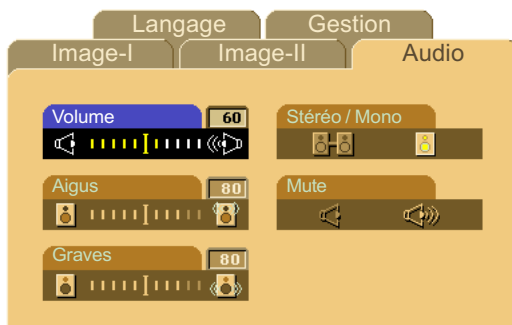 Langage Gestion
Image-I Image-II Audio
Volume 60
Stéréo / Mono
Aigus 80
Mute
Graves 80